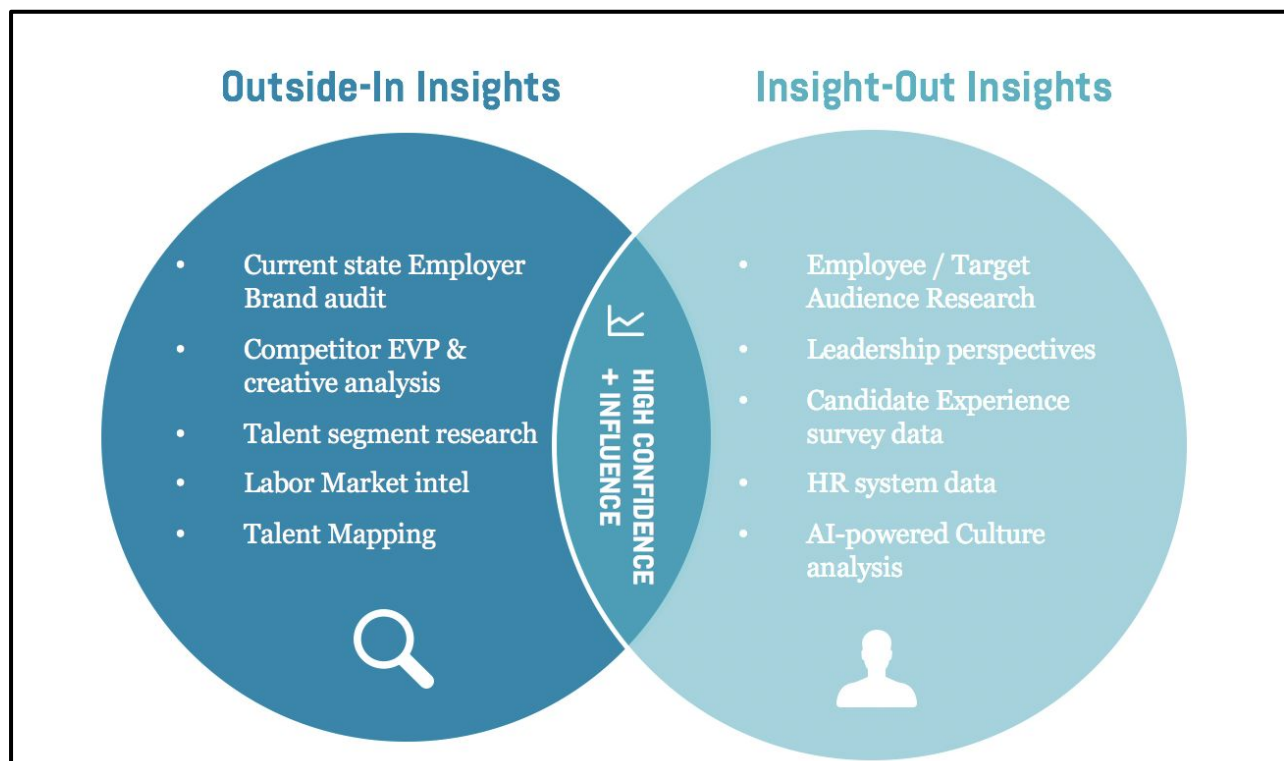 Outside-In Insights
• Current state Employer
Brand audit
• Competitor EVP &
creative analysis
• Talent segment research
• Labor Market intel
• Talent Mapping
HIGH CONFIDENCE
+ INFLUENCE
Insight-Out Insights
• Employee / Target
Audience Research
• Leadership perspectives
• Candidate Experience
survey data
• HR system data
• AI-powered Culture
analysis